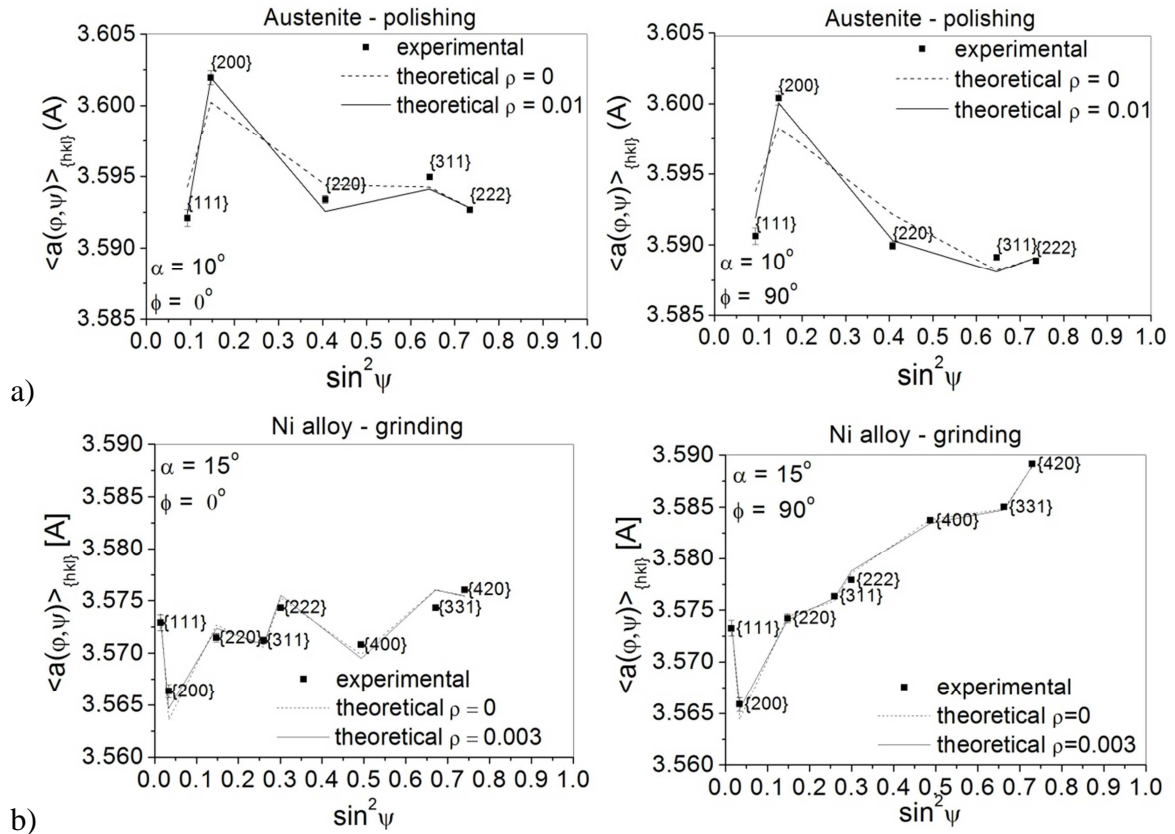 Austenite - polishing
3.605
3.600
3.595
3.590
3.585
<a(φ,ψ)>{hkl} (A)
■ experimental
theoretical ρ = 0
theoretical ρ = 0.01
{200}
{111}
{220}
{311}
{222}
α = 10°
ϕ = 0°
0.0 0.1 0.2 0.3 0.4 0.5 0.6 0.7 0.8 0.9 1.0
sin²ψ
Austenite - polishing
3.605
3.600
3.595
3.590
3.585
<a(φ,ψ)>{hkl} (A)
■ experimental
theoretical ρ = 0
theoretical ρ = 0.01
{200}
{111}
{220}
{311}
{222}
α = 10°
ϕ = 90°
0.0 0.1 0.2 0.3 0.4 0.5 0.6 0.7 0.8 0.9 1.0
sin²ψ
a)
Ni alloy - grinding
3.590
3.585
3.580
3.575
3.570
3.565
3.560
<a(φ,ψ)>{hkl} [A]
α = 15°
ϕ = 0°
{111}
{200}
{220}
{311}
{222}
{400}
{331}
{420}
■ experimental
theoretical ρ = 0
theoretical ρ = 0.003
0.0 0.1 0.2 0.3 0.4 0.5 0.6 0.7 0.8 0.9 1.0
sin²ψ
Ni alloy - grinding
3.590
3.585
3.580
3.575
3.570
3.565
3.560
<a(φ,ψ)>{hkl} [A]
α = 15°
ϕ = 90°
{111}
{200}
{220}
{311}
{222}
{400}
{331}
{420}
■ experimental
theoretical ρ=0
theoretical ρ=0.003
0.0 0.1 0.2 0.3 0.4 0.5 0.6 0.7 0.8 0.9 1.0
sin²ψ
b)